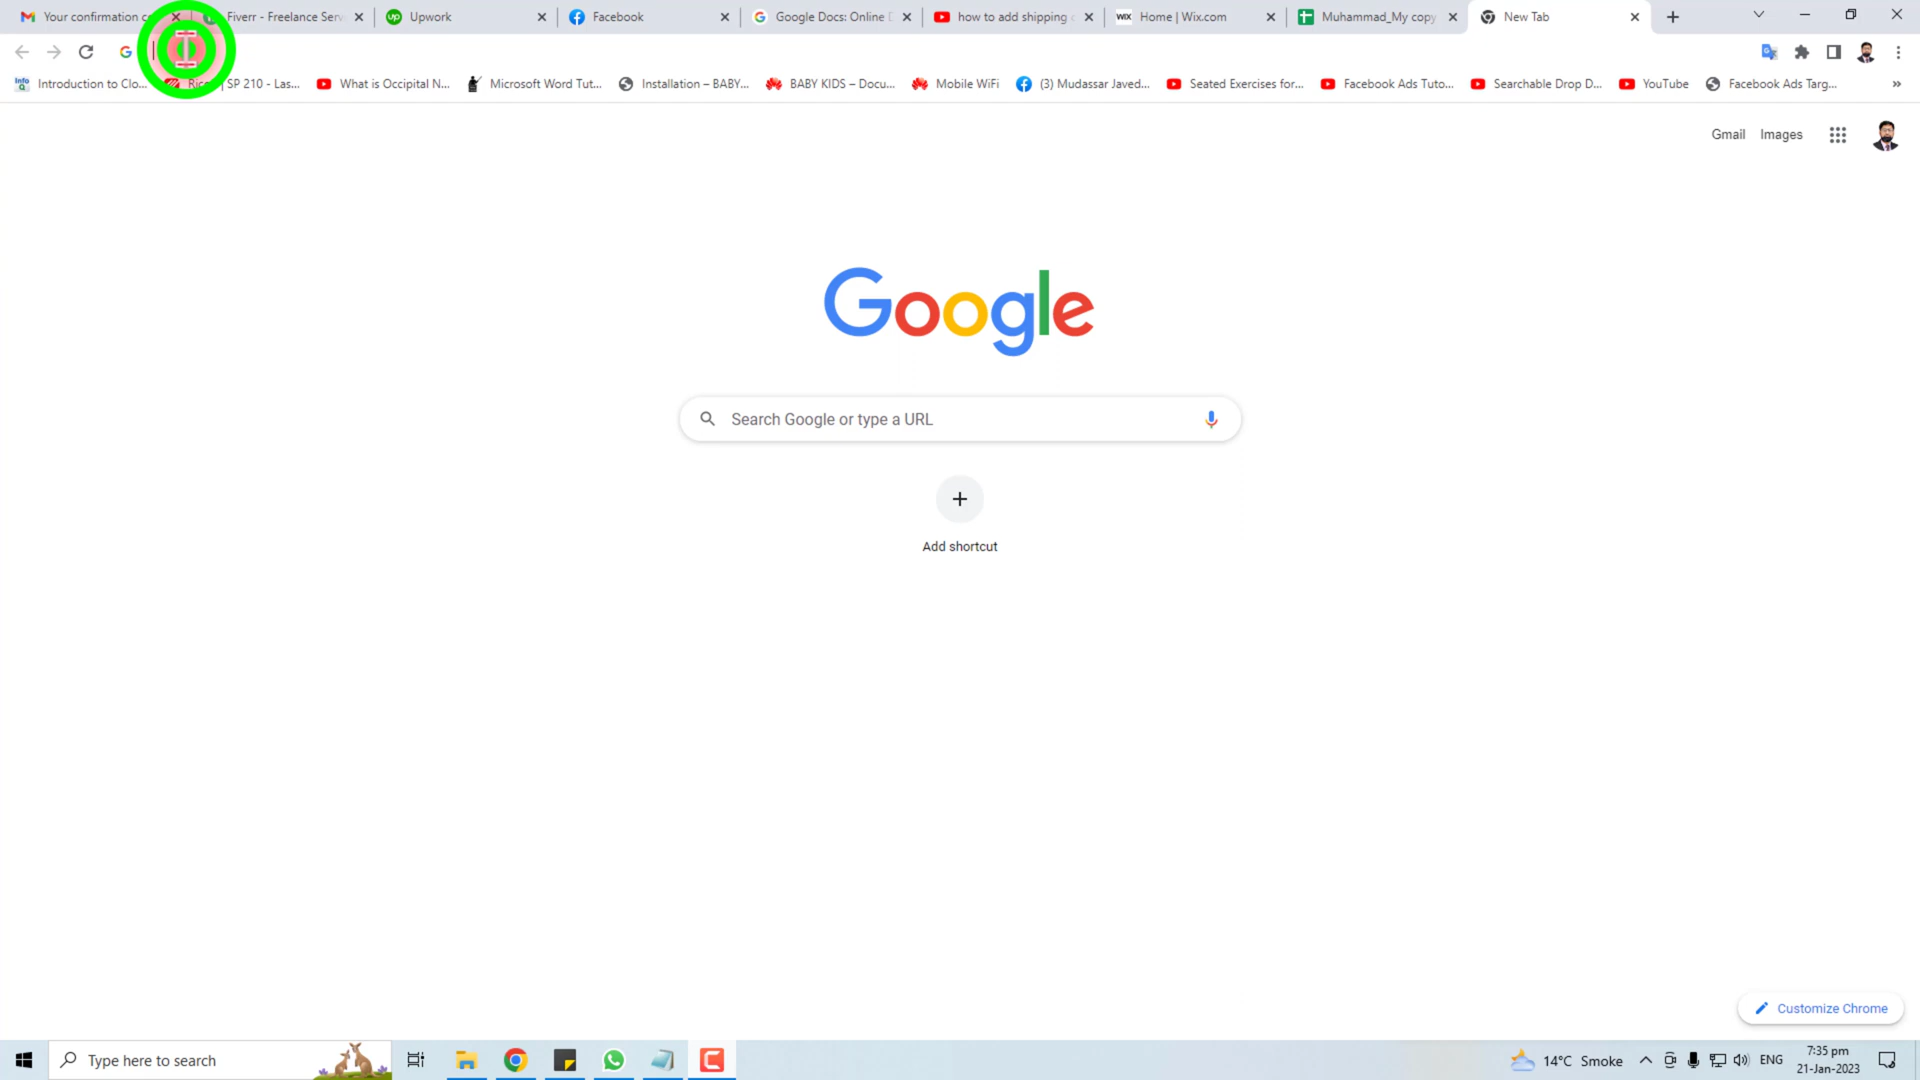 Your confirmation c
Fiverr - Freelance Serv
Upwork
Facebook
Google Docs: Online D
how to add shipping c
WIX
Home | Wix.com
Muhammad_My copy
New Tab
Introduction to Clo...
SP 210 - Las...
What is Occipital N...
Microsoft Word Tut...
Installation – BABY...
BABY KIDS – Docu...
Mobile WiFi
(3) Mudassar Javed...
Seated Exercises for...
Facebook Ads Tuto...
Searchable Drop D...
YouTube
Facebook Ads Targ...
Gmail
Images
Google
Search Google or type a URL
Add shortcut
Customize Chrome
Type here to search
14°C Smoke
ENG
7:35 pm
21-Jan-2023